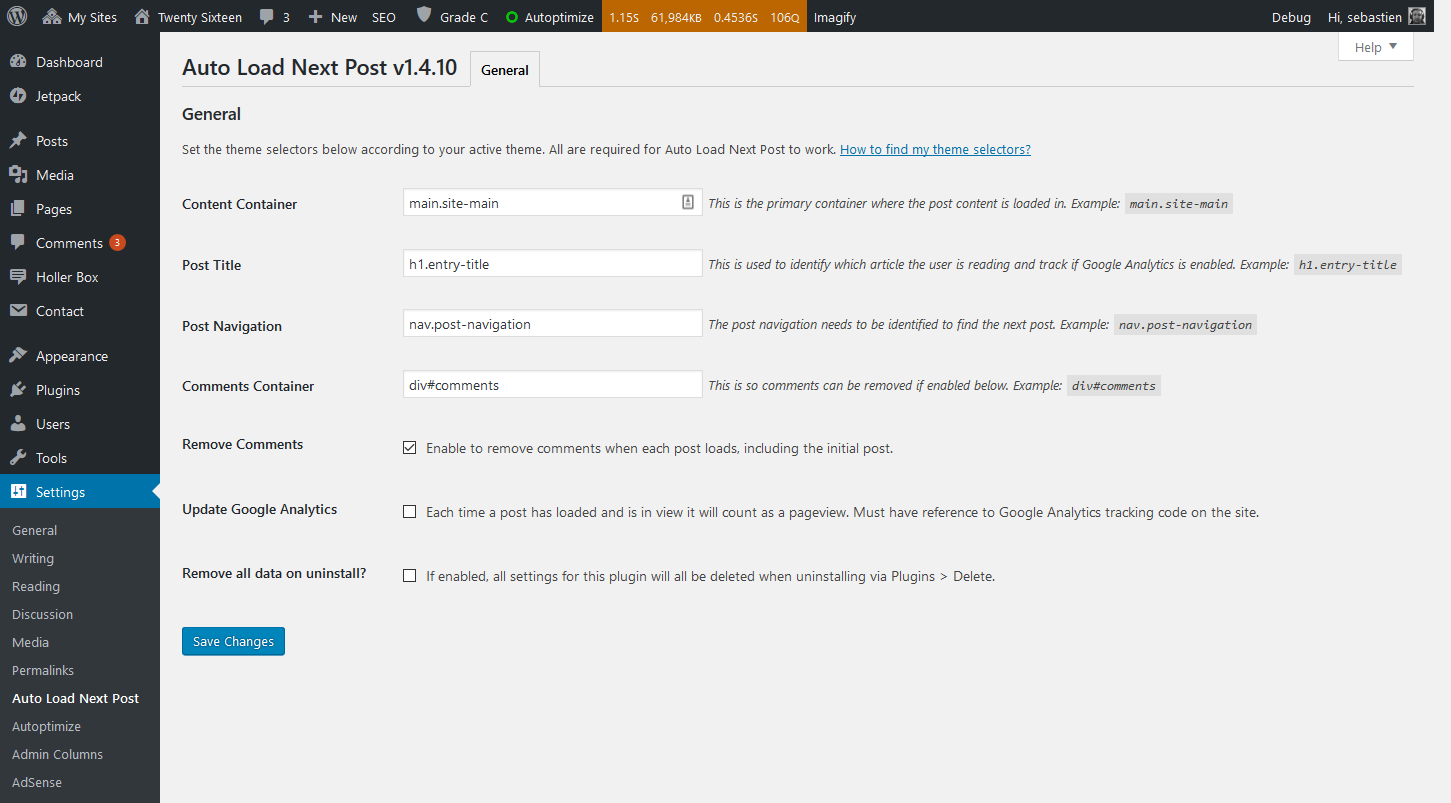 My Sites Twenty Sixteen 3 New SEO Grade C Autoptimize 1.15S 61,984KB 0.4536S 106Q Imagify Debug Hi, sebastien
Help
Dashboard
Jetpack
Posts
Media
Pages
Comments 3
Holler Box
Contact
Appearance
Plugins
Users
Tools
Settings
General
Writing
Reading
Discussion
Media
Permalinks
Auto Load Next Post
Autoptimize
Admin Columns
AdSense
Auto Load Next Post v1.4.10 General
General
Set the theme selectors below according to your active theme. All are required for Auto Load Next Post to work. How to find my theme selectors?
Content Container main.site-main This is the primary container where the post content is loaded in. Example: main.site-main
Post Title h1.entry-title This is used to identify which article the user is reading and track if Google Analytics is enabled. Example: h1.entry-title
Post Navigation nav.post-navigation The post navigation needs to be identified to find the next post. Example: nav.post-navigation
Comments Container div#comments This is so comments can be removed if enabled below. Example: div#comments
Remove Comments Enable to remove comments when each post loads, including the initial post.
Update Google Analytics Each time a post has loaded and is in view it will count as a pageview. Must have reference to Google Analytics tracking code on the site.
Remove all data on uninstall? If enabled, all settings for this plugin will all be deleted when uninstalling via Plugins > Delete.
Save Changes